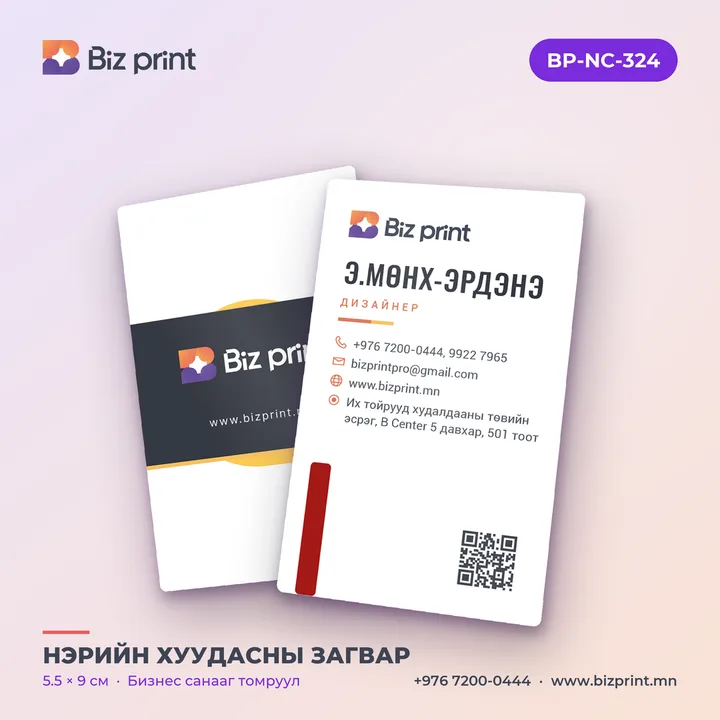 Biz print
BP-NC-324
Biz pri
www.bizprint.
Biz print
Э.МӨНХ-ЭРДЭНЭ
ДИЗАЙНЕР
+976 7200-0444, 9922 7965
bizprintpro@gmail.com
www.bizprint.mn
Их тойрууд худалдааны төвийн
эсрэг, B Center 5 давхар, 501 тоот
НЭРИЙН ХУУДАСНЫ ЗАГВАР
5.5 × 9 см · Бизнес санааг томруул
+976 7200-0444 · www.bizprint.mn